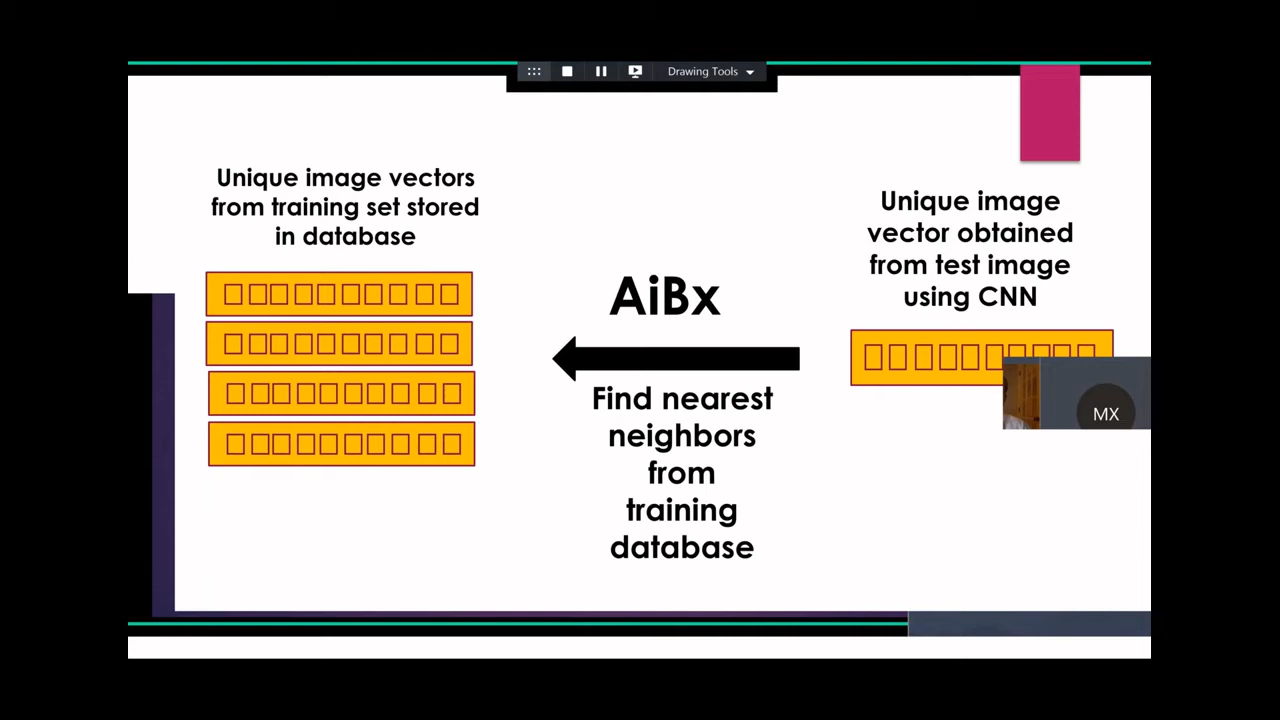 Drawing Tools
Unique image vectors
from training set stored
in database
AiBx
Find nearest
neighbors
from
training
database
Unique image
vector obtained
from test image
using CNN
MX